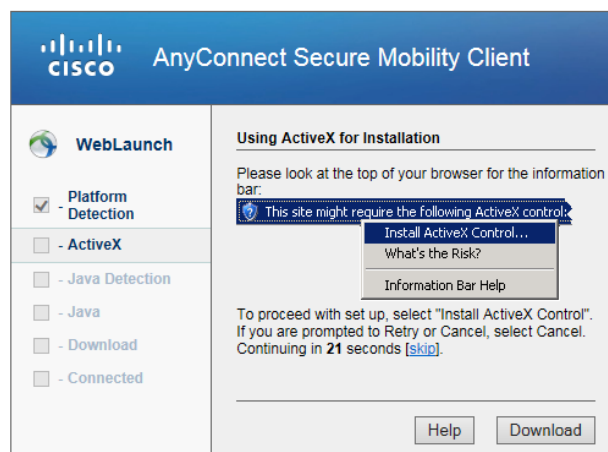 CISCO
AnyConnect Secure Mobility Client
WebLaunch
- Platform
Detection
- ActiveX
- Java Detection
- Java
- Download
- Connected
Using ActiveX for Installation
Please look at the top of your browser for the information
bar:
This site might require the following ActiveX control:
Install ActiveX Control...
What's the Risk?
Information Bar Help
To proceed with set up, select "Install ActiveX Control".
If you are prompted to Retry or Cancel, select Cancel.
Continuing in 21 seconds [skip].
Help
Download